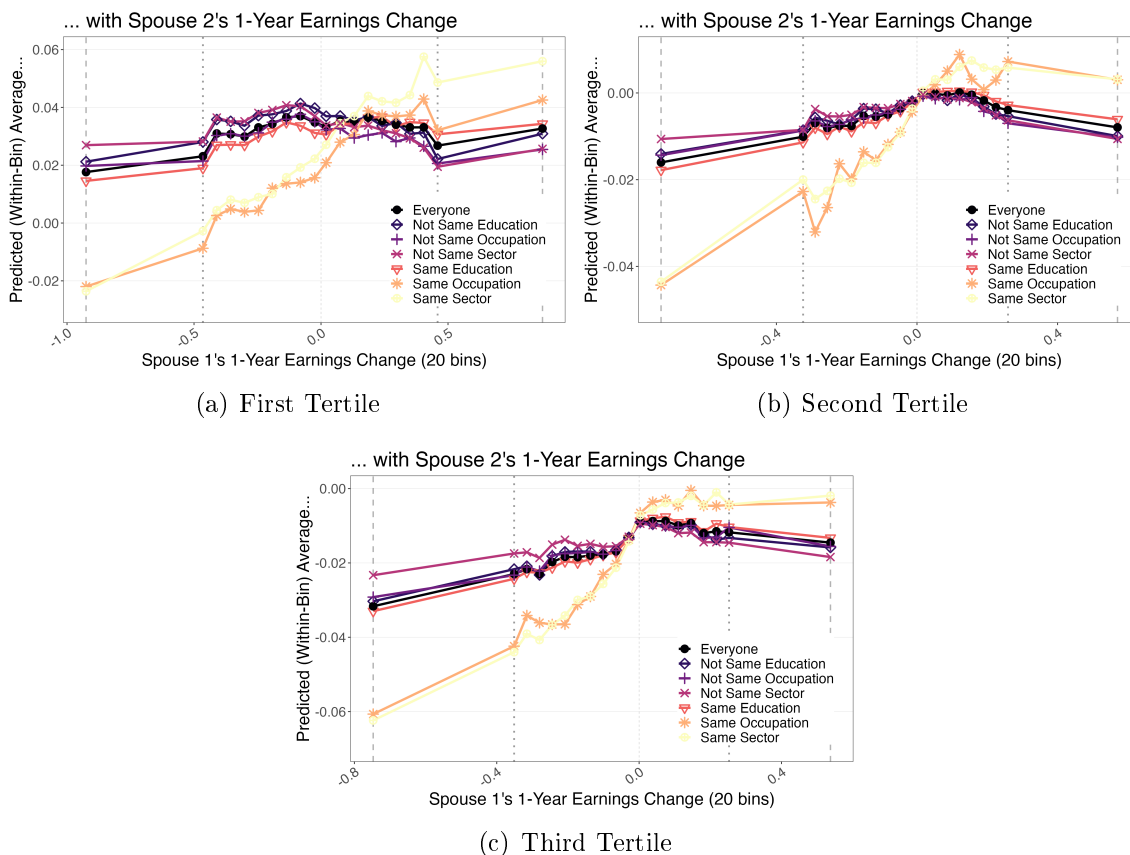 ... with Spouse 2's 1-Year Earnings Change
Predicted (Within-Bin) Average...
0.06
0.04
0.02
0.00
-0.02
Everyone
Not Same Education
Not Same Occupation
Not Same Sector
Same Education
Same Occupation
Same Sector
-1.0
-0.5
0.0
0.5
Spouse 1's 1-Year Earnings Change (20 bins)
(a) First Tertile
... with Spouse 2's 1-Year Earnings Change
Predicted (Within-Bin) Average...
0.00
-0.02
-0.04
Everyone
Not Same Education
Not Same Occupation
Not Same Sector
Same Education
Same Occupation
Same Sector
-0.4
0.0
0.4
Spouse 1's 1-Year Earnings Change (20 bins)
(b) Second Tertile
... with Spouse 2's 1-Year Earnings Change
Predicted (Within-Bin) Average...
0.00
-0.02
-0.04
-0.06
Everyone
Not Same Education
Not Same Occupation
Not Same Sector
Same Education
Same Occupation
Same Sector
-0.8
-0.4
0.0
0.4
Spouse 1's 1-Year Earnings Change (20 bins)
(c) Third Tertile